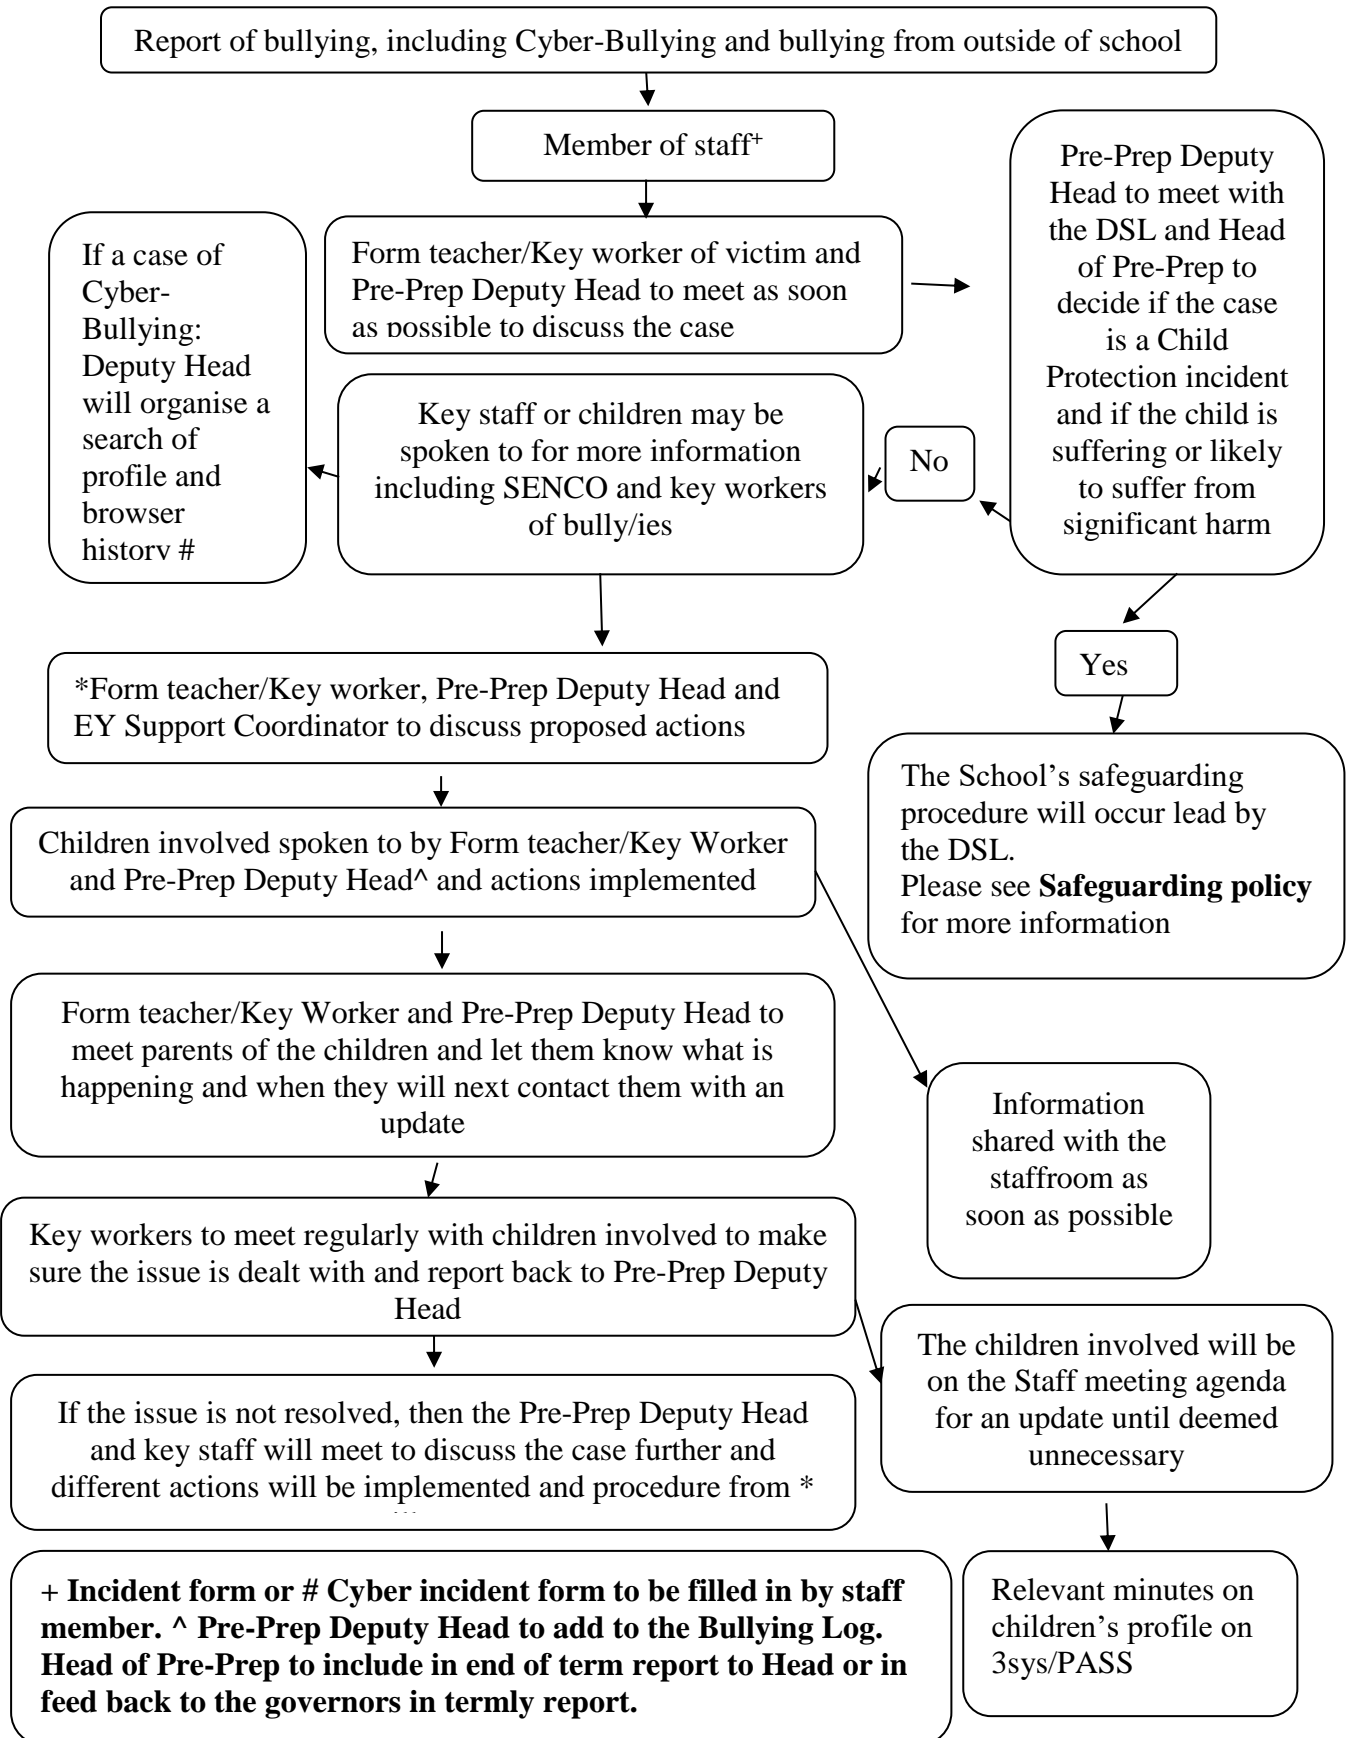 Report of bullying, including Cyber-Bullying and bullying from outside of school
Member of staff+
Pre-Prep Deputy
Head to meet with
the DSL and Head
of Pre-Prep to
decide if the case
is a Child
Protection incident
and if the child is
suffering or likely
to suffer from
significant harm
If a case of
Cyber-
Bullying:
Deputy Head
will organise a
search of
profile and
browser
history #
Form teacher/Key worker of victim and
Pre-Prep Deputy Head to meet as soon
as possible to discuss the case
Key staff or children may be
spoken to for more information
including SENCO and key workers
of bully/ies
No
Yes
*Form teacher/Key worker, Pre-Prep Deputy Head and
EY Support Coordinator to discuss proposed actions
The School’s safeguarding
procedure will occur lead by
the DSL.
Please see Safeguarding policy
for more information
Children involved spoken to by Form teacher/Key Worker
and Pre-Prep Deputy Head^ and actions implemented
Form teacher/Key Worker and Pre-Prep Deputy Head to
meet parents of the children and let them know what is
happening and when they will next contact them with an
update
Information
shared with the
staffroom as
soon as possible
Key workers to meet regularly with children involved to make
sure the issue is dealt with and report back to Pre-Prep Deputy
Head
The children involved will be
on the Staff meeting agenda
for an update until deemed
unnecessary
If the issue is not resolved, then the Pre-Prep Deputy Head
and key staff will meet to discuss the case further and
different actions will be implemented and procedure from *
+ Incident form or # Cyber incident form to be filled in by staff
member. ^ Pre-Prep Deputy Head to add to the Bullying Log.
Head of Pre-Prep to include in end of term report to Head or in
feed back to the governors in termly report.
Relevant minutes on
children’s profile on
3sys/PASS